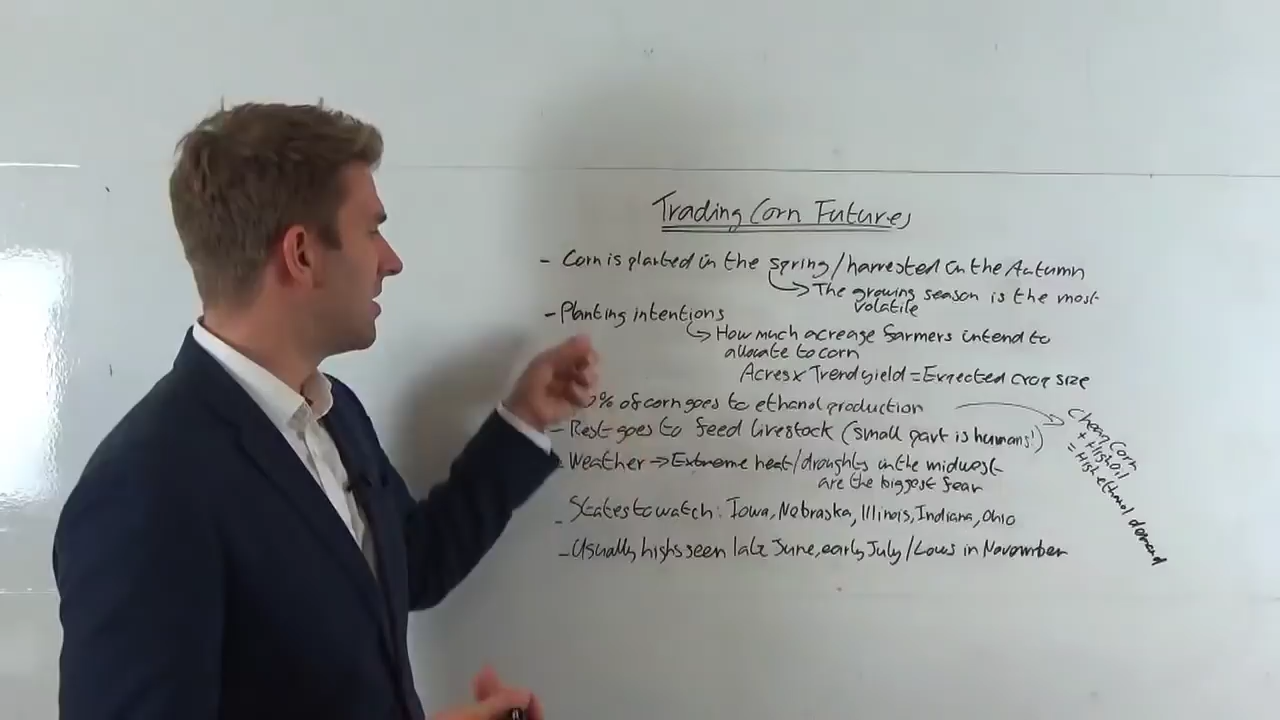 Trading Corn Futures
- Corn is planted in the spring/harvested in the Autumn
The growing season is the most
volatile
- Planting intentions
How much acreage farmers intend to
allocate to corn
Acres x Trend yield = Expected crop size
0% of corn goes to ethanol production
- Rest goes to feed livestock (small part is humans!)
Cheap Corn
+ High oil
= High ethanol demand
- Weather → Extreme heat/droughts in the midwest
are the biggest fear
- States to watch: Iowa, Nebraska, Illinois, Indiana, Ohio
- Usually highs seen late June, early July/Lows in November